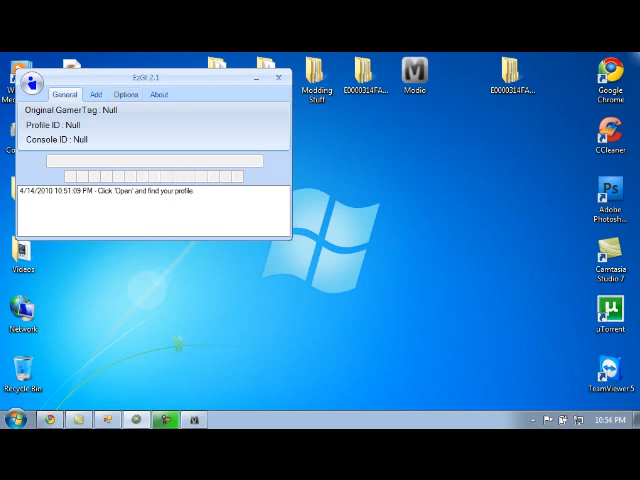 EzGt 2.1
General Add Options About
Original GamerTag : Null
Profile ID : Null
Console ID : Null
4/14/2010 10:51:09 PM - Click 'Open' and find your profile.
Modding Stuff
E0000314FA...
Modio
E0000314FA...
Google Chrome
CCleaner
Adobe Photosh...
Camtasia Studio 7
µTorrent
TeamViewer 5
Videos
Network
Recycle Bin
10:54 PM